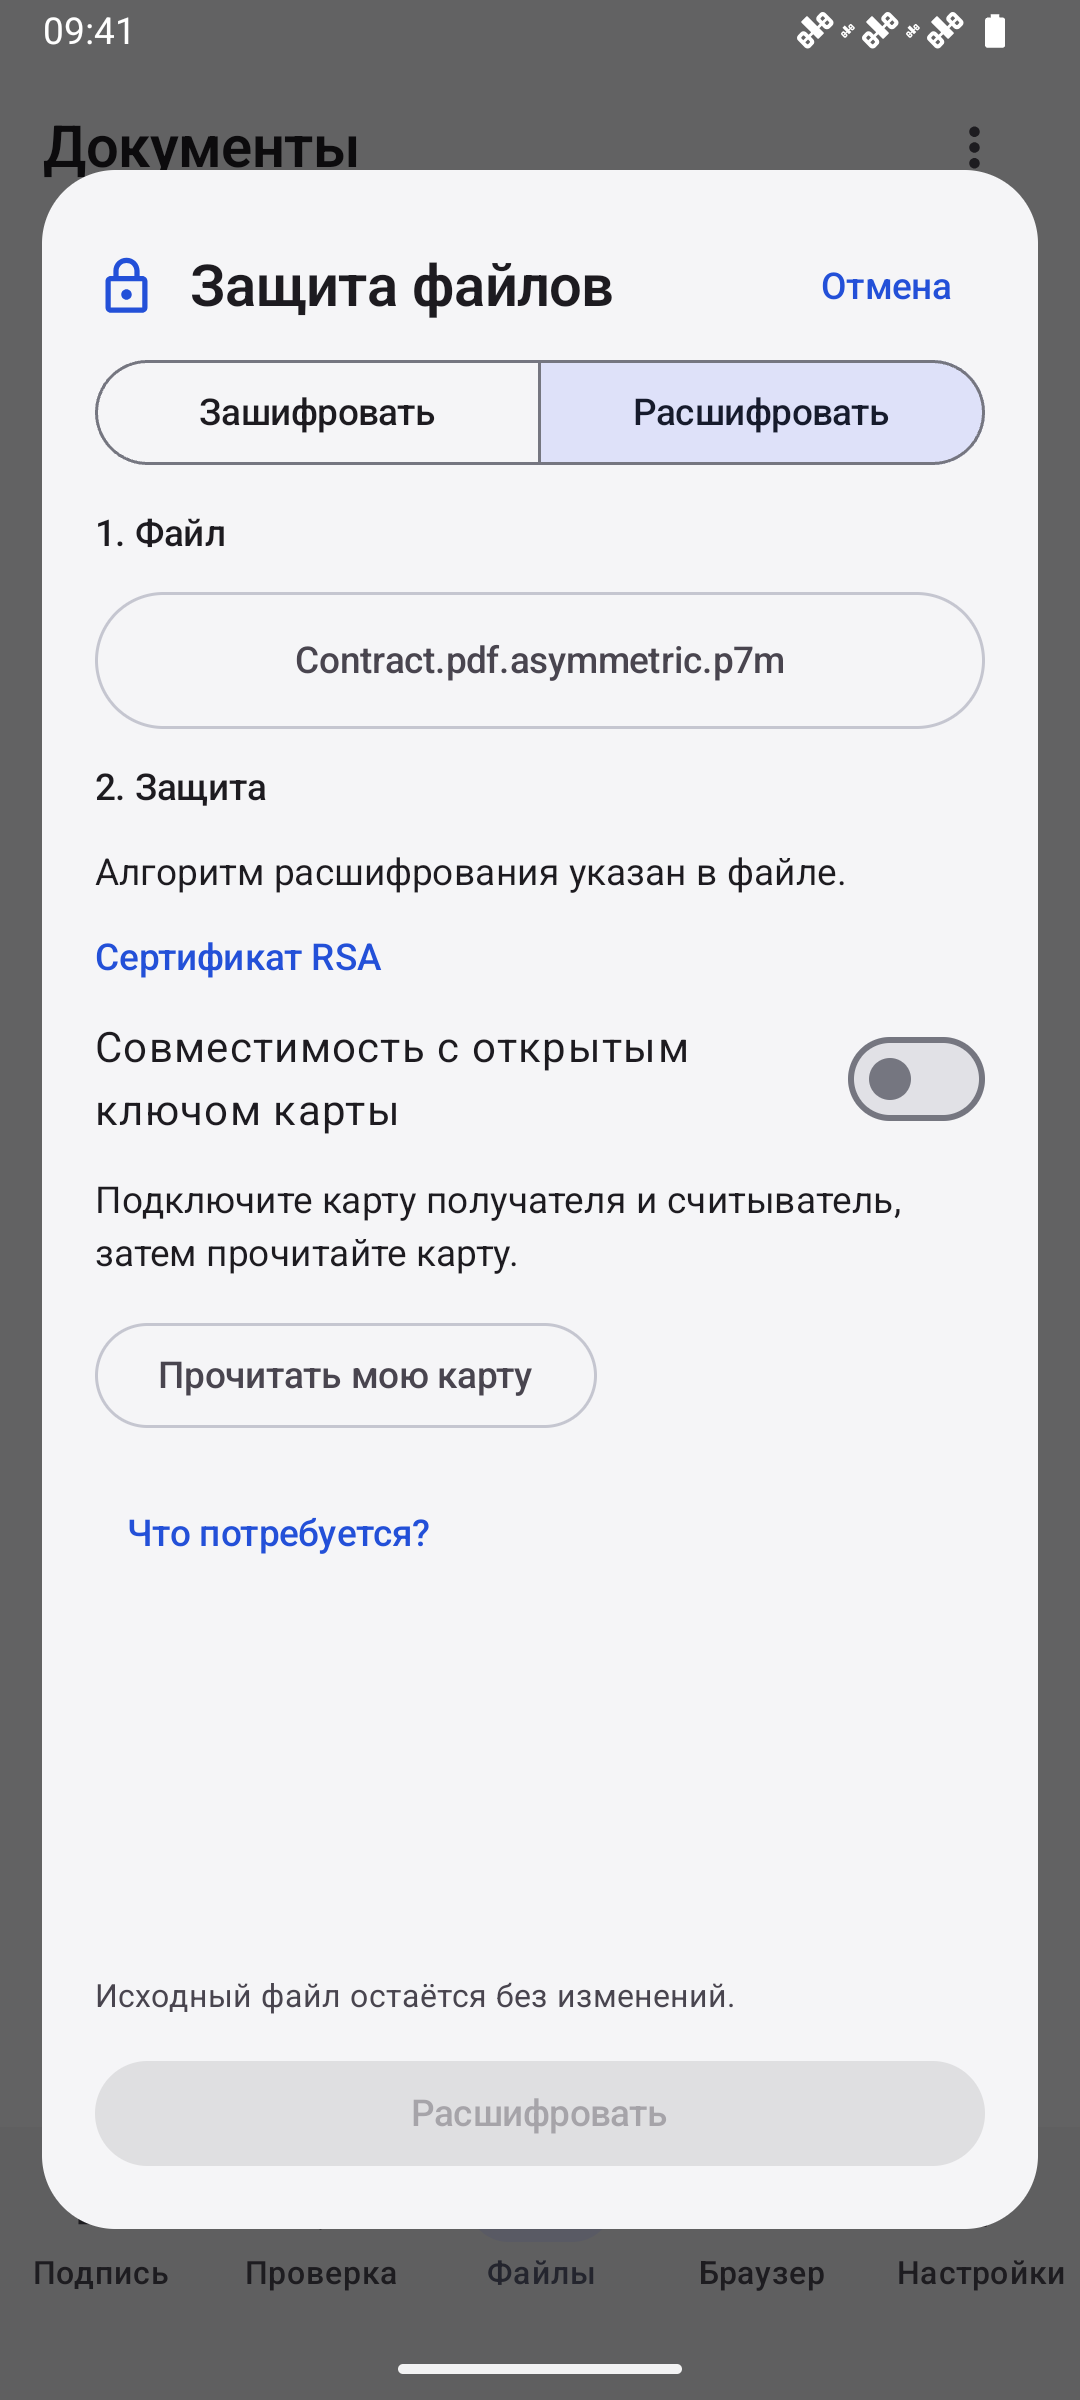 09:41
Документы
Защита файлов
Отмена
Зашифровать
Расшифровать
1. Файл
Contract.pdf.asymmetric.p7m
2. Защита
Алгоритм расшифрования указан в файле.
Сертификат RSA
Совместимость с открытым
ключом карты
Подключите карту получателя и считыватель,
затем прочитайте карту.
Прочитать мою карту
Что потребуется?
Исходный файл остаётся без изменений.
Расшифровать
Подпись
Проверка
Файлы
Браузер
Настройки